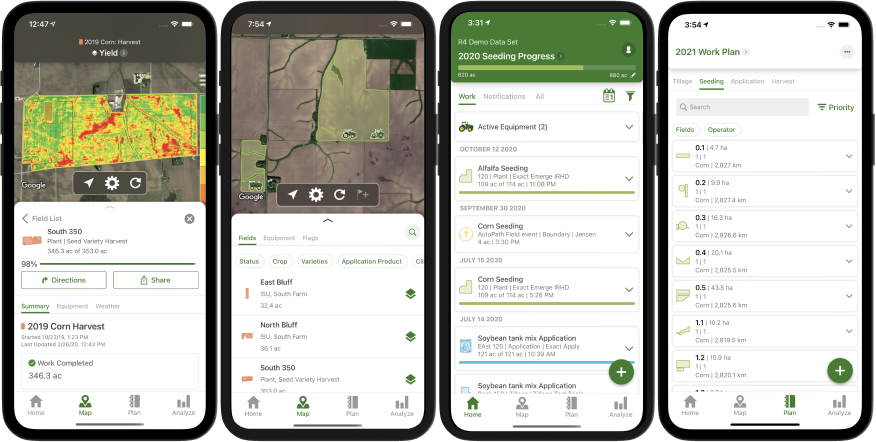 12:47
2019 Corn: Harvest
Yield
Google
Field List
South 350
Plant | Seed Variety Harvest
346.3 ac of 353.0 ac
98%
Directions
Share
Summary Equipment Weather
2019 Corn Harvest
Started 10/23/19, 1:23 PM
Last Updated 2/26/20, 12:43 PM
Work Completed
346.3 ac
Home Map Plan Analyze
7:54
Google
Fields Equipment Flags
Status Crop Varieties Application Product
East Bluff
ISU, South Farm
32.4 ac
North Bluff
ISU, South Farm
36.1 ac
South 350
Plant, Seed Variety Harvest
Home Map Plan Analyze
3:31
R4 Demo Data Set
2020 Seeding Progress
620 ac 880 ac
Work Notifications All
Active Equipment (2)
OCTOBER 12 2020
Alfalfa Seeding
120 | Plant | Exact Emerge IRHD
109 ac of 114 ac | 11:08 PM
SEPTEMBER 30 2020
Corn Seeding
AutoPath Field event | Boundary | Jensen
4 ac | 3:30 PM
JULY 15 2020
Corn Seeding
120 | Plant | Exact Emerge IRHD
109 ac of 114 ac | 5:26 PM
JULY 14 2020
Soybean tank mix Application
EAst 120 | Application | Exact Apply
121 ac of 121 ac | 10:39 AM
Soybean tank mix Application
Home Map Plan Analyze
3:54
2021 Work Plan
Tillage Seeding Application Harvest
Search
Priority
Fields Operator
0.1 | 4.7 ha
1 | 1
Corn | 2,827 km
0.2 | 9.9 ha
1 | 1
Corn | 2,827.4 km
0.3 | 16.3 ha
1 | 1
Corn | 2,826.6 km
0.4 | 20.1 ha
1 | 1
Corn | 2,825.5 km
0.5 | 43.5 ha
1 | 1
Corn | 2,825.6 km
1.1 | 10.2 ha
1 | 1
Corn | 2,819.5 km
1.2 | 10.9 ha
1 | 1
Corn | 2,820.1 km
Home Map Plan Analyze